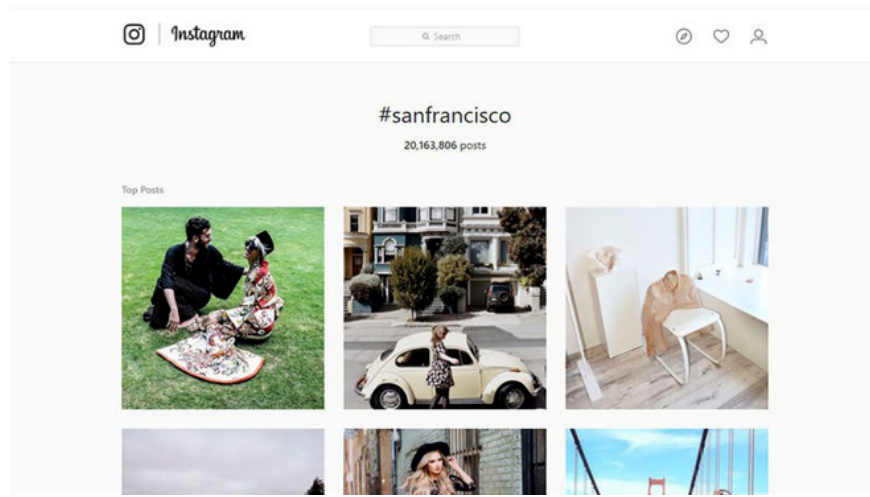 Instagram
Search
#sanfrancisco
20,163,806 posts
Top Posts